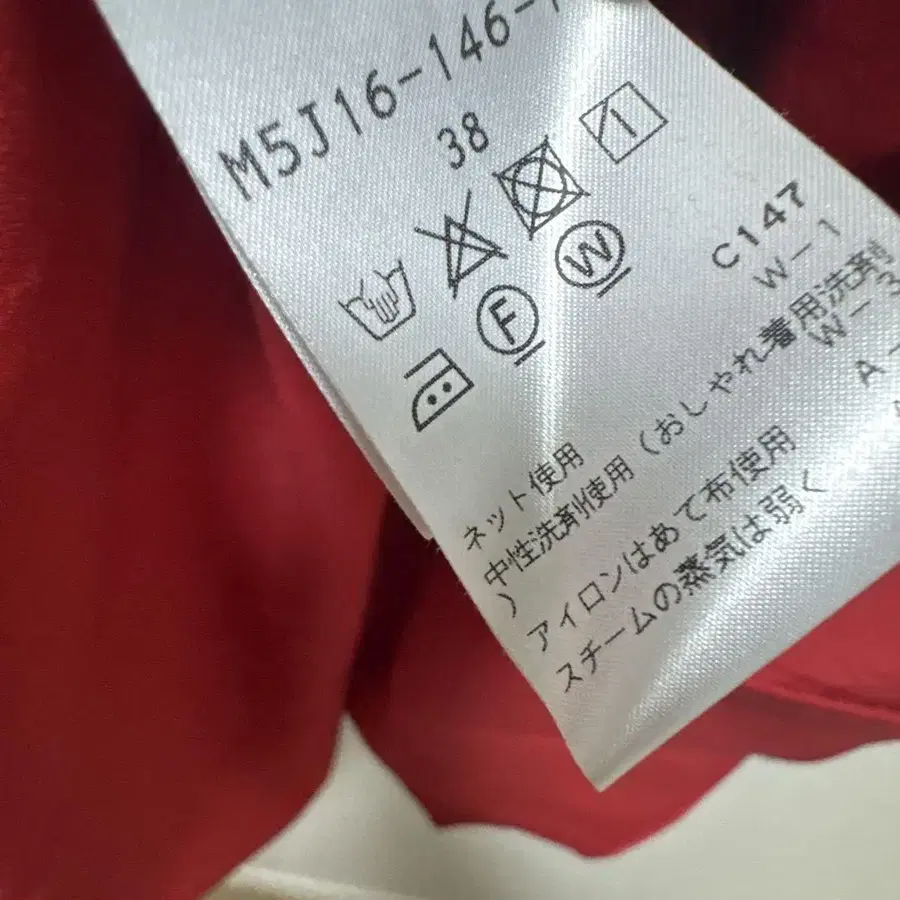 M5J16-146-
38
F
W
C147
W-1
W-3
A-
ネット使用
中性洗剤使用(おしゃれ着用洗剤
)
アイロンはあて布使用
スチームの蒸気は弱く